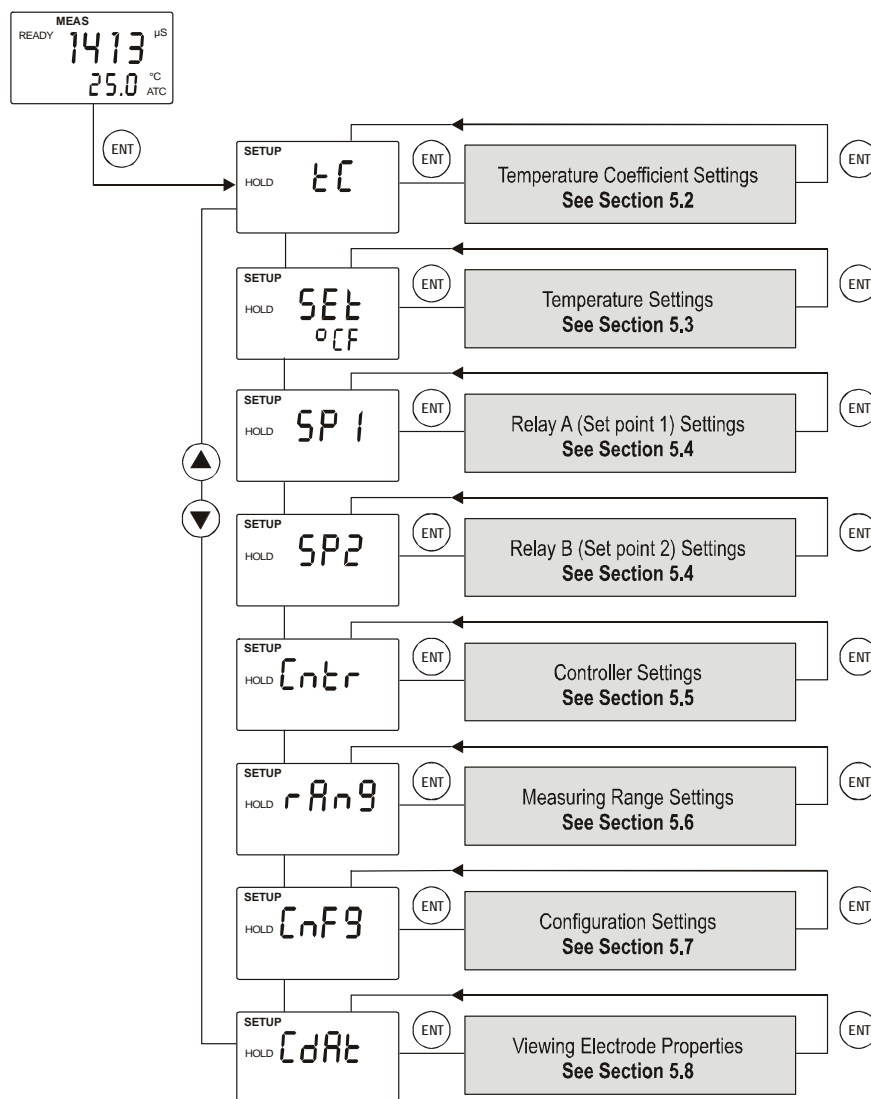 MEAS
READY 1413 µS
25.0 °C
ATC
ENT
SETUP
HOLD tC
ENT
Temperature Coefficient Settings
See Section 5.2
ENT
SETUP
HOLD SEt
°CF
ENT
Temperature Settings
See Section 5.3
ENT
SETUP
HOLD SP1
ENT
Relay A (Set point 1) Settings
See Section 5.4
ENT
SETUP
HOLD SP2
ENT
Relay B (Set point 2) Settings
See Section 5.4
ENT
SETUP
HOLD Cntr
ENT
Controller Settings
See Section 5.5
ENT
SETUP
HOLD rAng
ENT
Measuring Range Settings
See Section 5.6
ENT
SETUP
HOLD CnFg
ENT
Configuration Settings
See Section 5.7
ENT
SETUP
HOLD CdAt
ENT
Viewing Electrode Properties
See Section 5.8
ENT